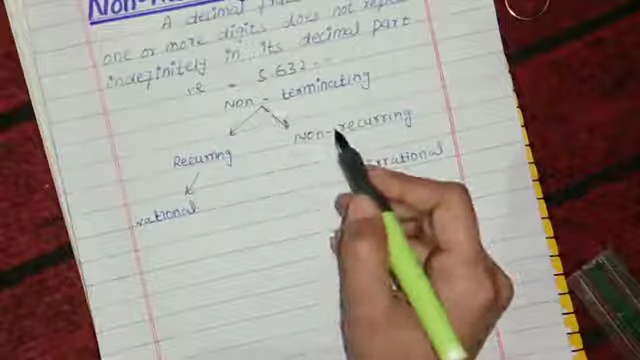 Non-
A decimal
one or more digits does not
indefinitely in its decimal part
i.e = 5.632...
Non-terminating
Recurring Non-recurring
rational irrational